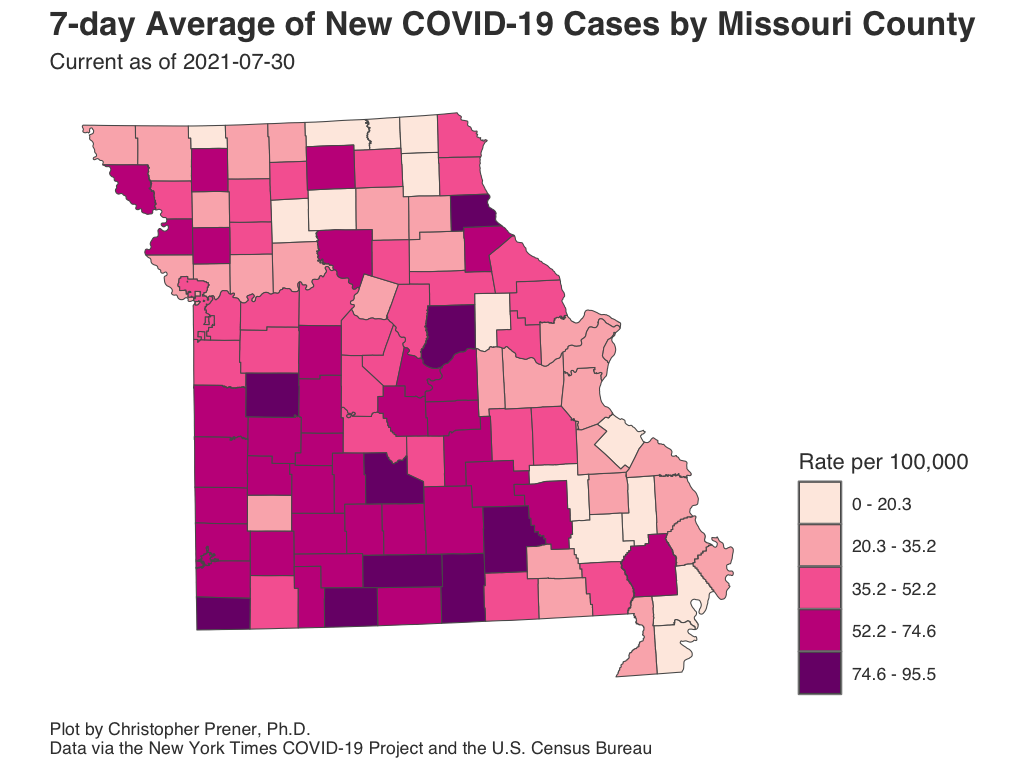 7-day Average of New COVID-19 Cases by Missouri County
Current as of 2021-07-30
Rate per 100,000
0 - 20.3
20.3 - 35.2
35.2 - 52.2
52.2 - 74.6
74.6 - 95.5
Plot by Christopher Prener, Ph.D.
Data via the New York Times COVID-19 Project and the U.S. Census Bureau